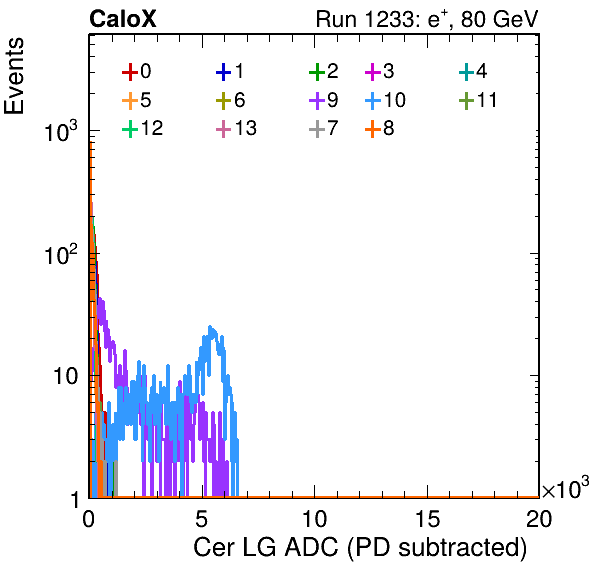 CaloX Run 1233: e⁺, 80 GeV
Events
0 1 2 3 4
5 6 9 10 11
12 13 7 8
10³
10²
10
1
0 5 10 15 20 ×10³
Cer LG ADC (PD subtracted)